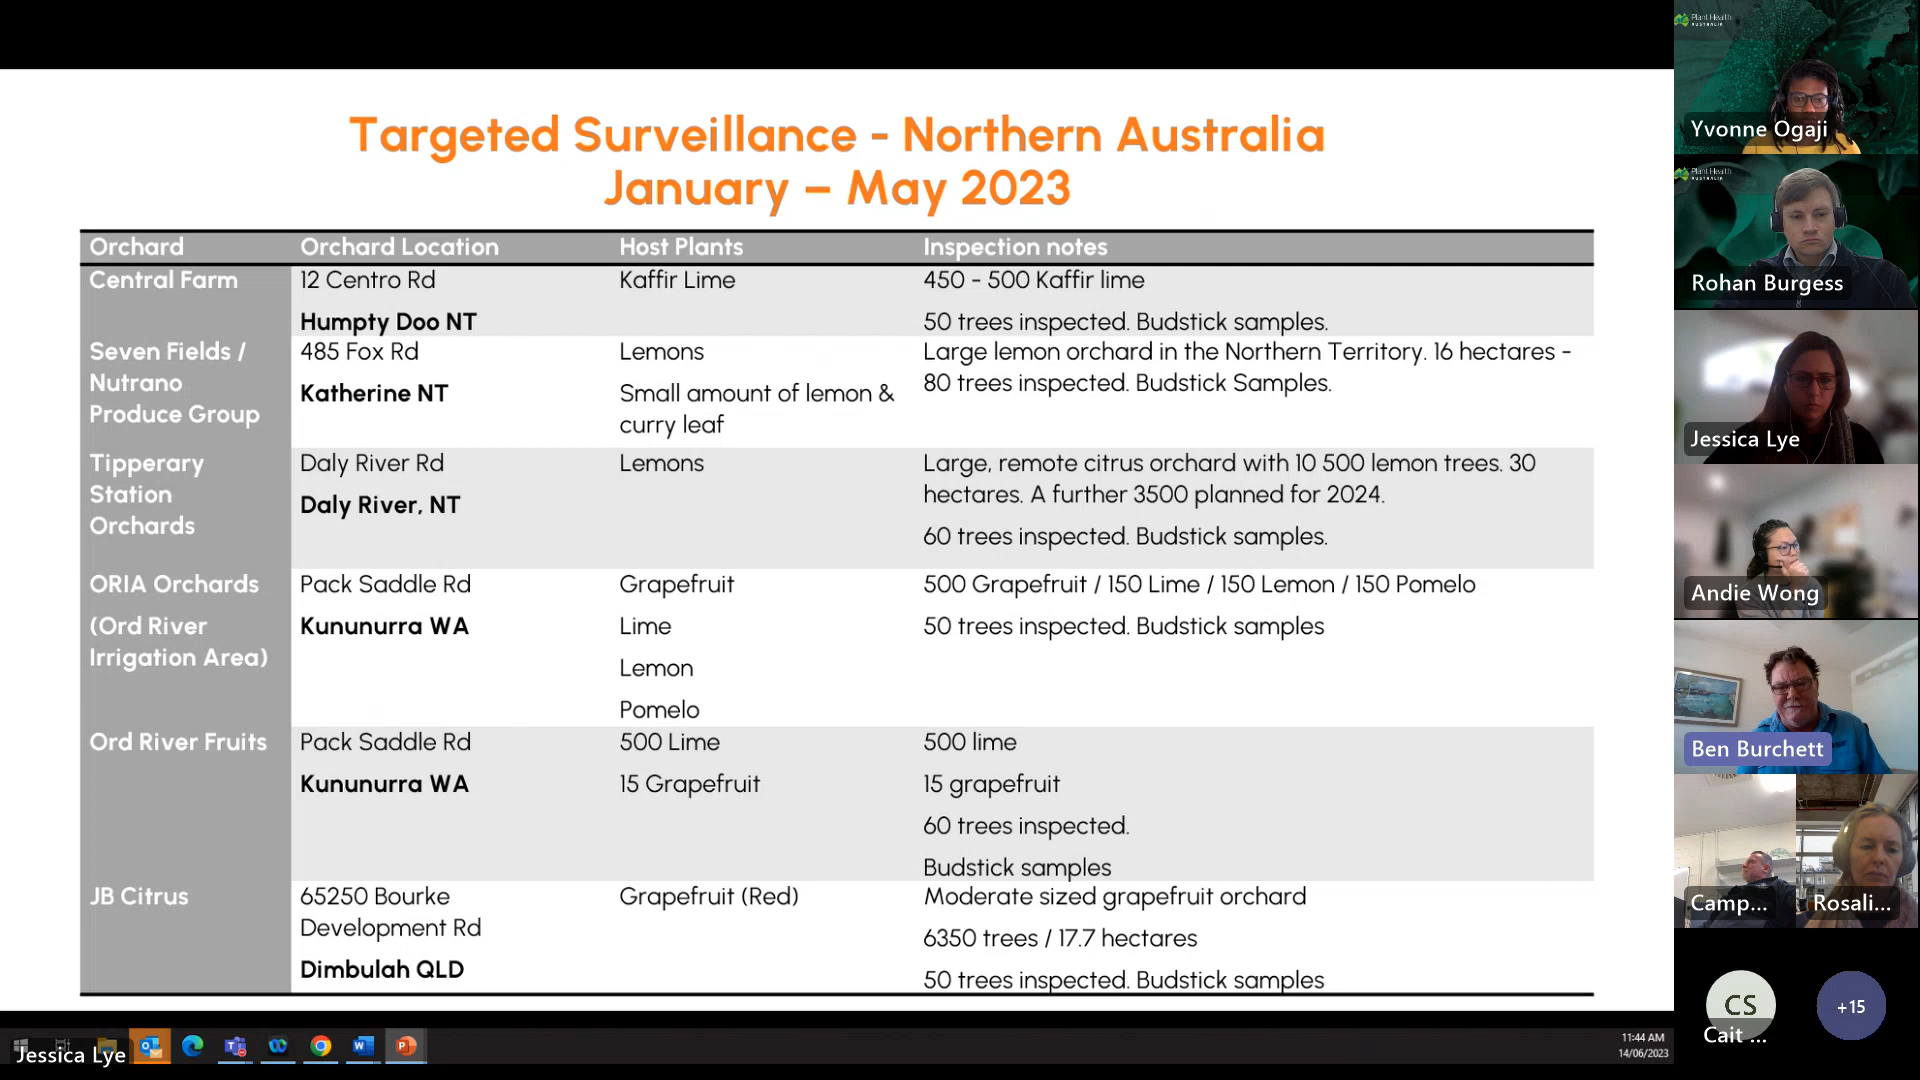 Targeted Surveillance - Northern Australia
January – May 2023
Orchard Orchard Location Host Plants Inspection notes
Central Farm 12 Centro Rd Kaffir Lime 450 - 500 Kaffir lime
Humpty Doo NT 50 trees inspected. Budstick samples.
Seven Fields / 485 Fox Rd Lemons Large lemon orchard in the Northern Territory. 16 hectares -
Nutrano Katherine NT Small amount of lemon & 80 trees inspected. Budstick Samples.
Produce Group curry leaf
Tipperary Daly River Rd Lemons Large, remote citrus orchard with 10 500 lemon trees. 30
Station Daly River, NT hectares. A further 3500 planned for 2024.
Orchards 60 trees inspected. Budstick samples.
ORIA Orchards Pack Saddle Rd Grapefruit 500 Grapefruit / 150 Lime / 150 Lemon / 150 Pomelo
(Ord River Kununurra WA Lime 50 trees inspected. Budstick samples
Irrigation Area) Lemon
Pomelo
Ord River Fruits Pack Saddle Rd 500 Lime 500 lime
Kununurra WA 15 Grapefruit 15 grapefruit
60 trees inspected.
Budstick samples
JB Citrus 65250 Bourke Grapefruit (Red) Moderate sized grapefruit orchard
Development Rd 6350 trees / 17.7 hectares
Dimbulah QLD 50 trees inspected. Budstick samples
Jessica Lye
11:44 AM
14/06/2023
Plant Health
AUSTRALIA
Yvonne Ogaji
Plant Health
AUSTRALIA
Rohan Burgess
Jessica Lye
Andie Wong
Ben Burchett
Camp... Rosali...
CS +15
Cait ...